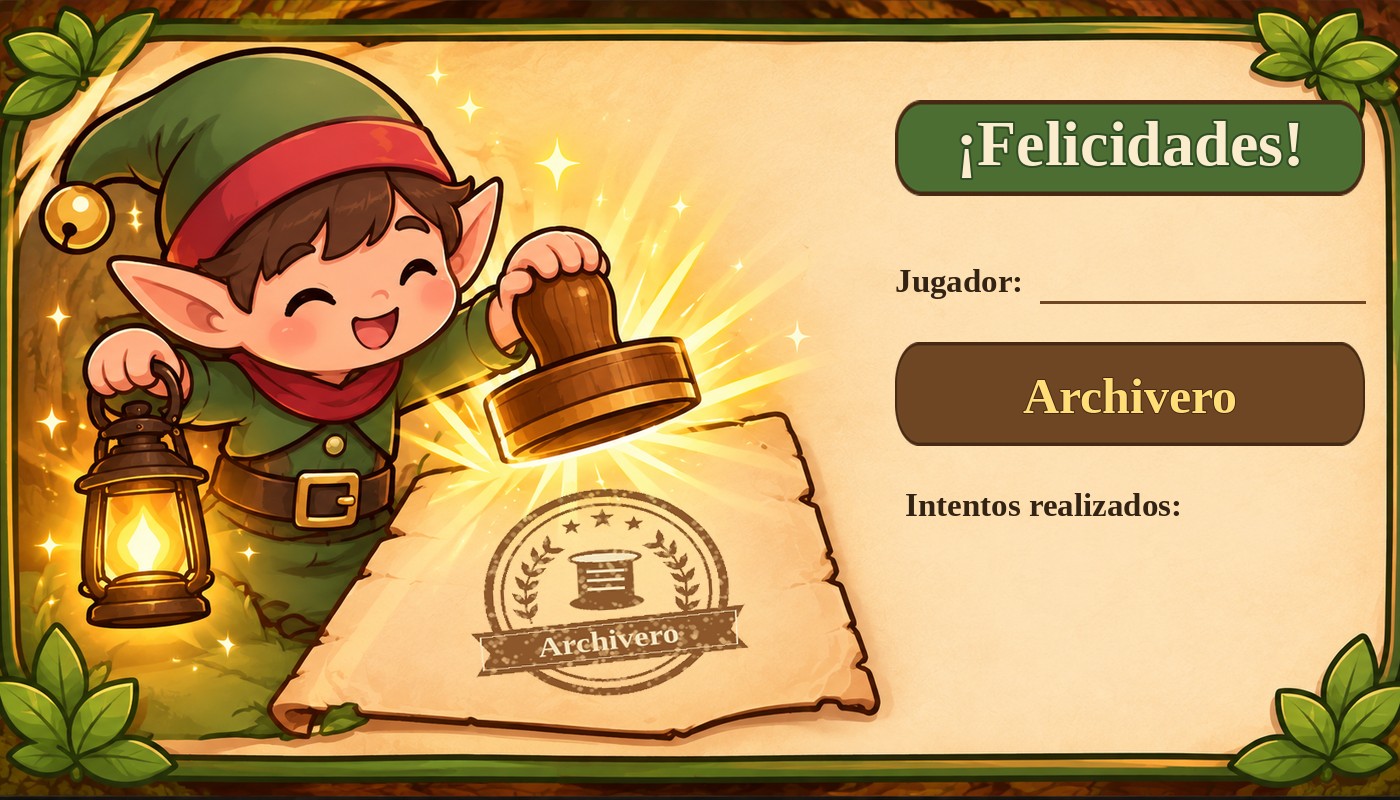 ¡Felicidades!
Jugador:
Archivero
Intentos realizados:
Archivero